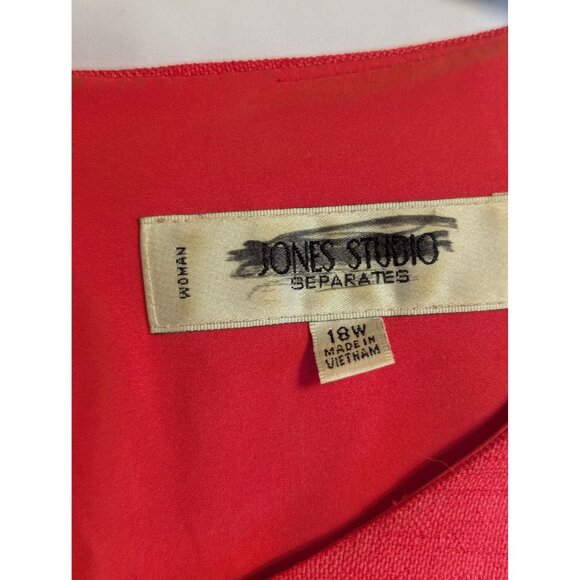 WOMAN
JONES STUDIO
SEPARATES
18W
MADE IN
VIETNAM